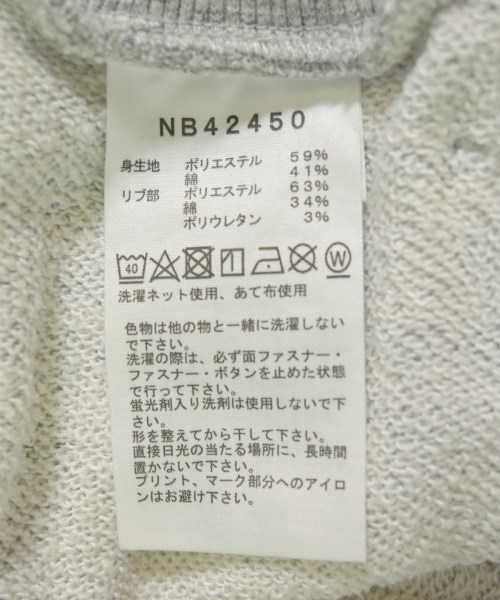 NB42450
身生地 ポリエステル 59%
綿 41%
リブ部 ポリエステル 63%
綿 34%
ポリウレタン 3%
40 W
洗濯ネット使用、あて布使用
色物は他の物と一緒に洗濯しない
で下さい。
洗濯の際は、必ず面ファスナー・
ファスナー・ボタンを止めた状態
で行って下さい。
蛍光剤入り洗剤は使用しないで下
さい。
形を整えてから干して下さい。
直接日光の当たる場所に、長時間
置かないで下さい。
プリント、マーク部分へのアイロ
ンはお避け下さい。